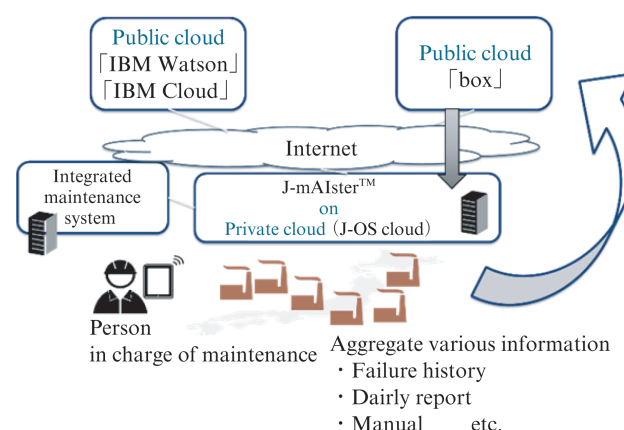 Public cloud
「IBM Watson」
「IBM Cloud」
Public cloud
「box」
Internet
Integrated
maintenance
system
J-mAIster™
on
Private cloud（J-OS cloud）
Person
in charge of maintenance
Aggregate various information
・Failure history
・Dairly report
・Manual etc.